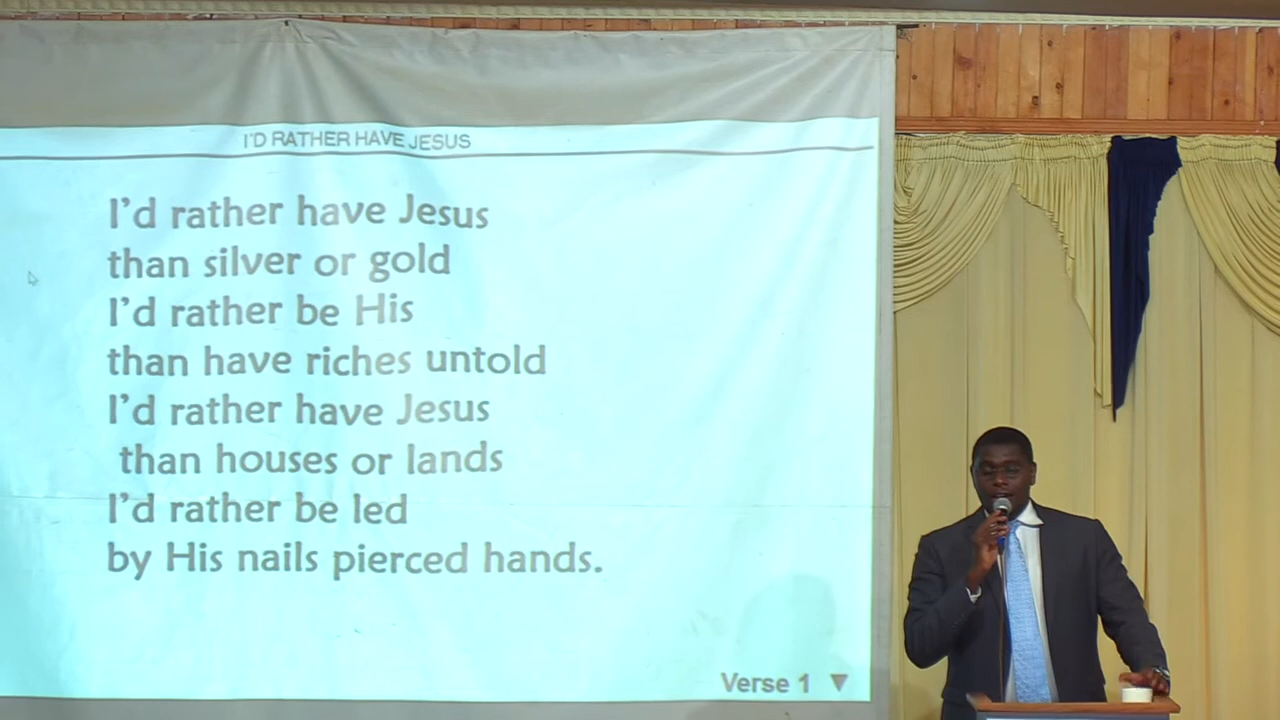 I'D RATHER HAVE JESUS
I'd rather have Jesus
than silver or gold
I'd rather be His
than have riches untold
I'd rather have Jesus
than houses or lands
I'd rather be led
by His nails pierced hands.
Verse 1 ▼